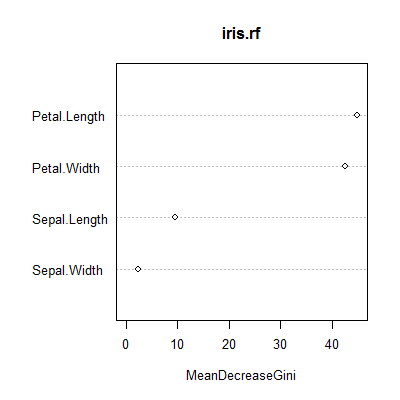 iris.rf
Petal.Length
Petal.Width
Sepal.Length
Sepal.Width
0 10 20 30 40
MeanDecreaseGini